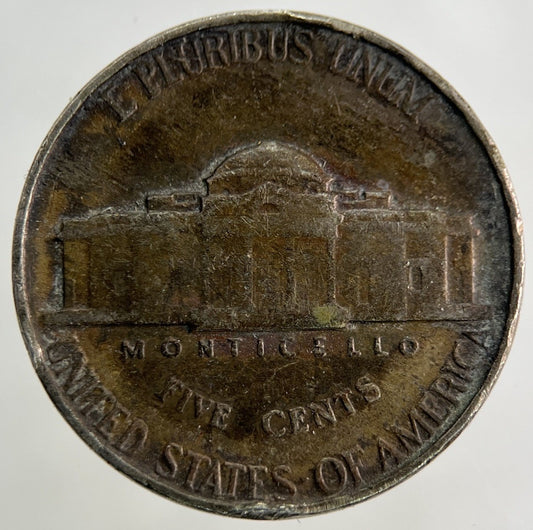 E PLURIBUS UNUM
MONTICELLO
FIVE CENTS
UNITED STATES OF AMERICA